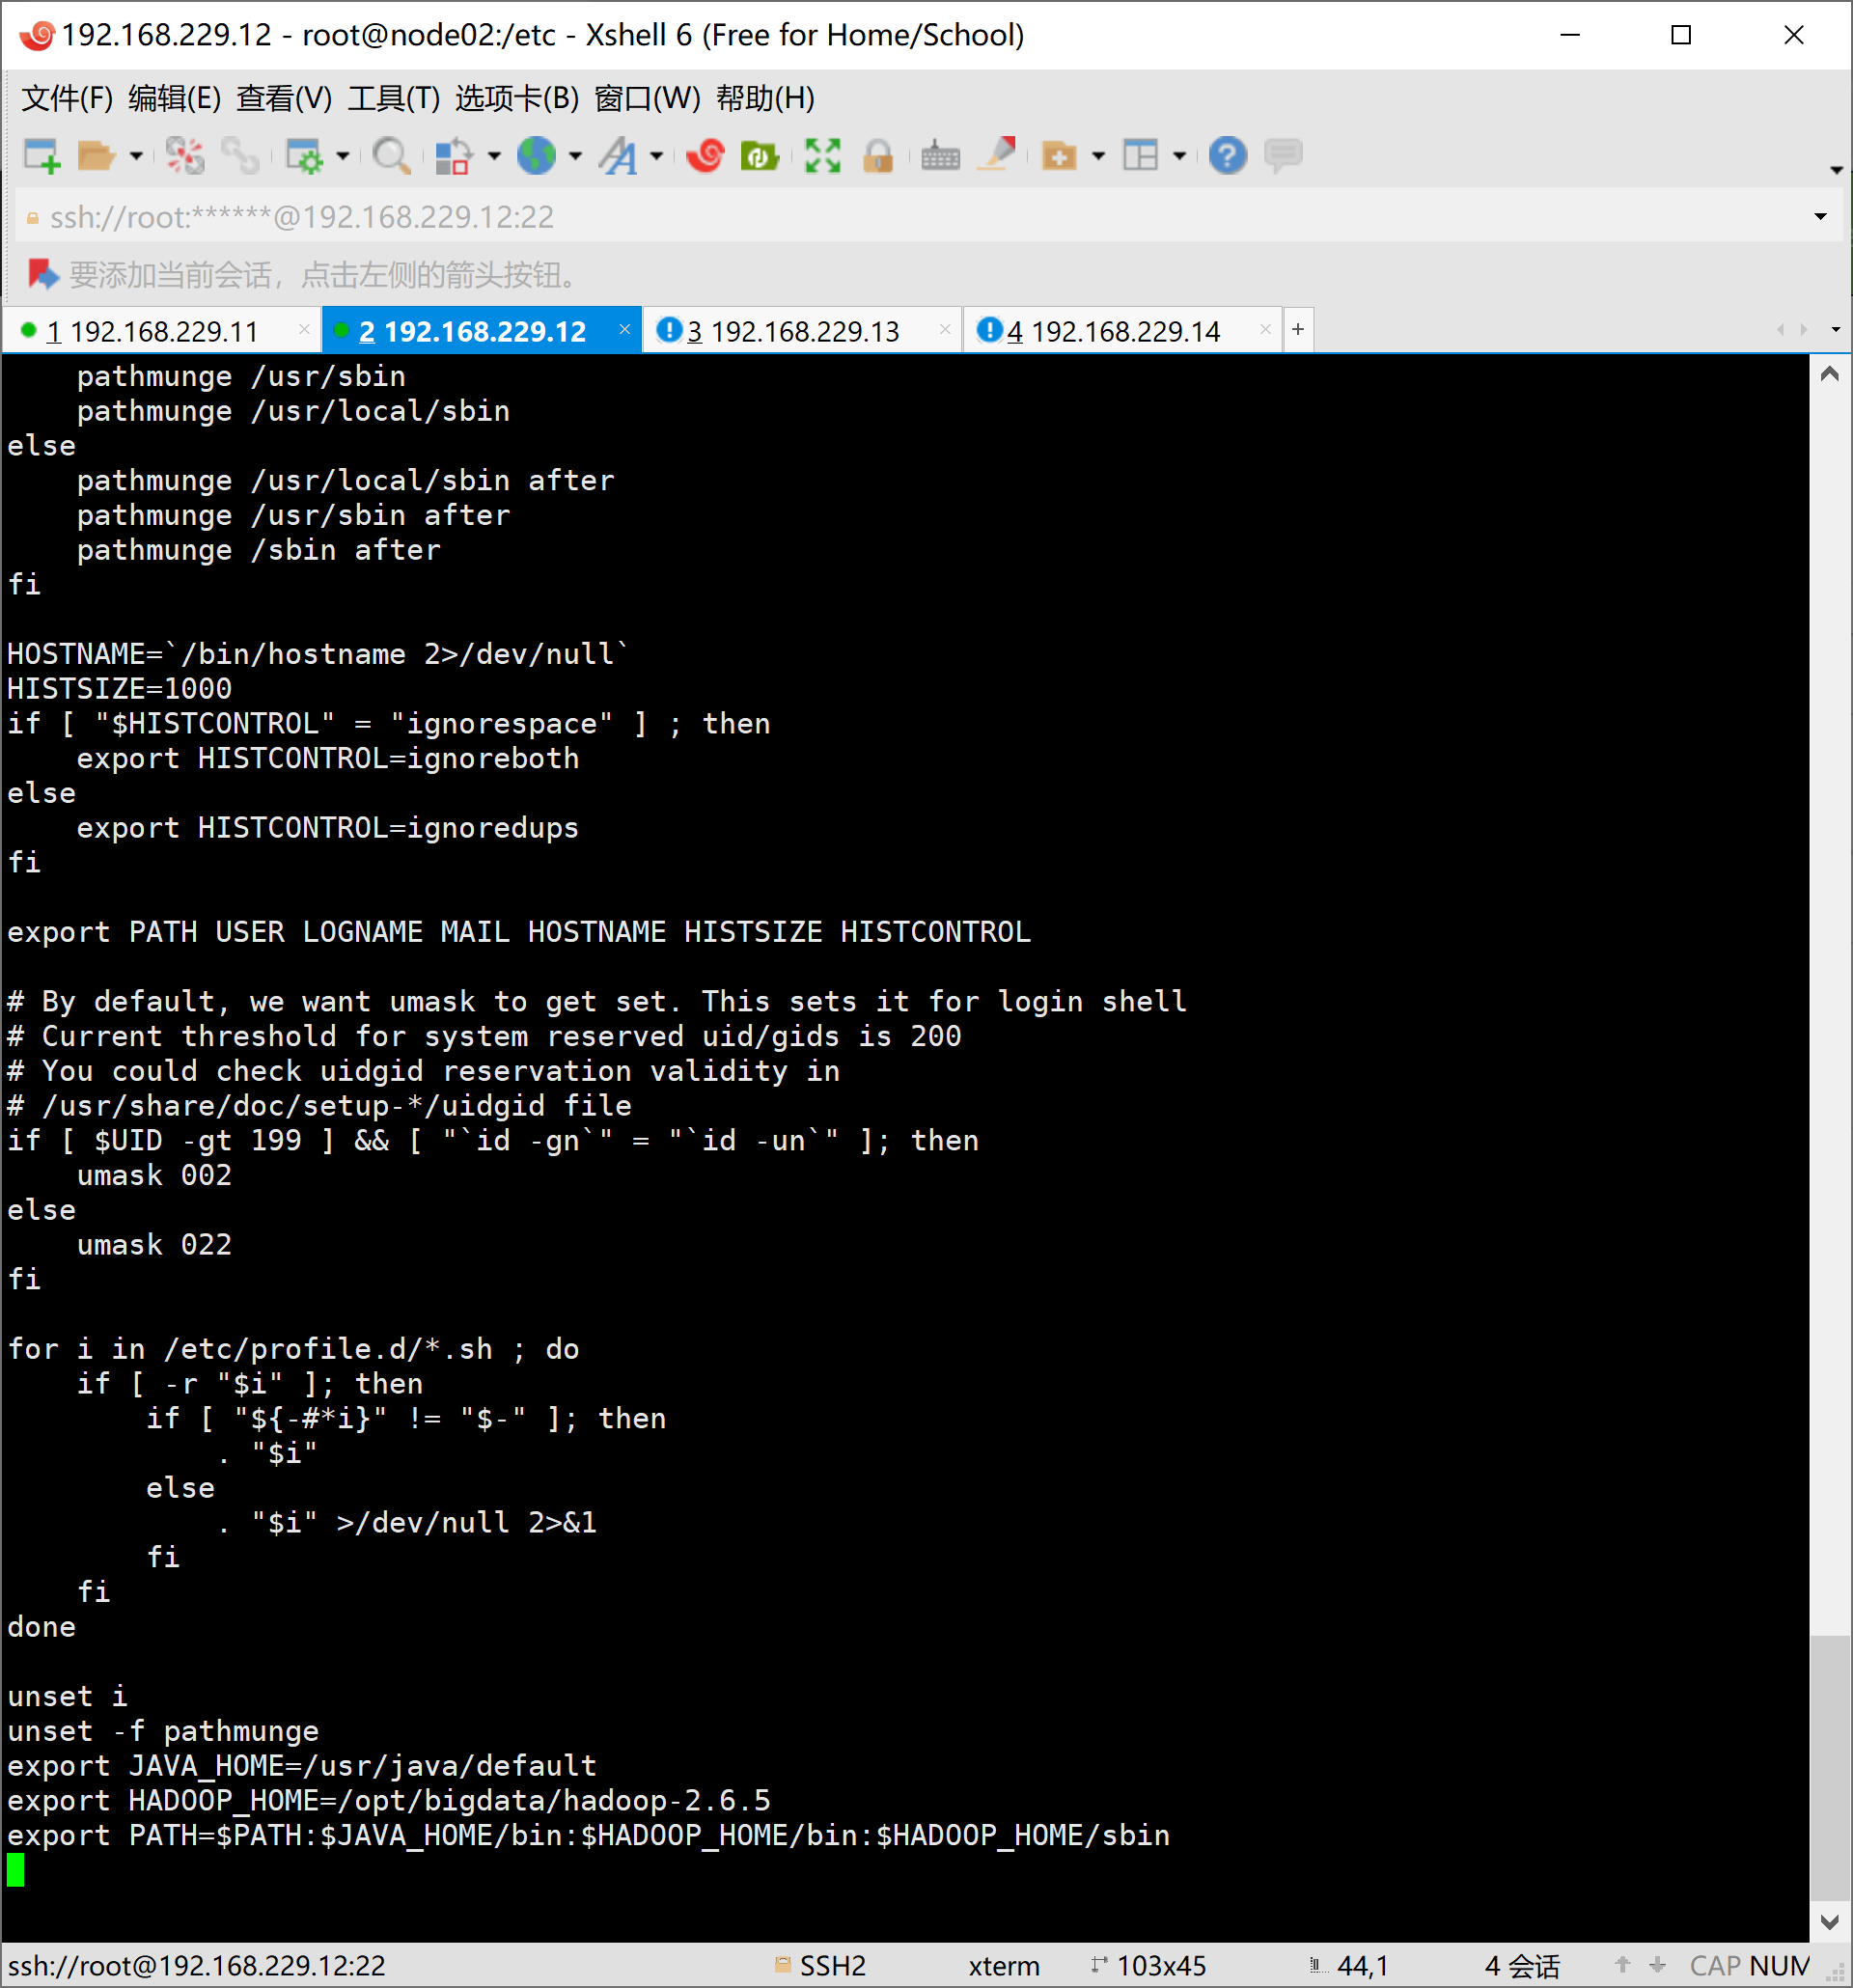 192.168.229.12 - root@node02:/etc - Xshell 6 (Free for Home/School)
文件(F) 编辑(E) 查看(V) 工具(T) 选项卡(B) 窗口(W) 帮助(H)
ssh://root:******@192.168.229.12:22
要添加当前会话，点击左侧的箭头按钮。
1 192.168.229.11 × 2 192.168.229.12 × 3 192.168.229.13 × 4 192.168.229.14 × +
    pathmunge /usr/sbin
    pathmunge /usr/local/sbin
else
    pathmunge /usr/local/sbin after
    pathmunge /usr/sbin after
    pathmunge /sbin after
fi
HOSTNAME=`/bin/hostname 2>/dev/null`
HISTSIZE=1000
if [ "$HISTCONTROL" = "ignorespace" ] ; then
    export HISTCONTROL=ignoreboth
else
    export HISTCONTROL=ignoredups
fi
export PATH USER LOGNAME MAIL HOSTNAME HISTSIZE HISTCONTROL
# By default, we want umask to get set. This sets it for login shell
# Current threshold for system reserved uid/gids is 200
# You could check uidgid reservation validity in
# /usr/share/doc/setup-*/uidgid file
if [ $UID -gt 199 ] && [ "`id -gn`" = "`id -un`" ]; then
    umask 002
else
    umask 022
fi
for i in /etc/profile.d/*.sh ; do
    if [ -r "$i" ]; then
        if [ "${-#*i}" != "$-" ]; then
            . "$i"
        else
            . "$i" >/dev/null 2>&1
        fi
    fi
done
unset i
unset -f pathmunge
export JAVA_HOME=/usr/java/default
export HADOOP_HOME=/opt/bigdata/hadoop-2.6.5
export PATH=$PATH:$JAVA_HOME/bin:$HADOOP_HOME/bin:$HADOOP_HOME/sbin
ssh://root@192.168.229.12:22 SSH2 xterm 103x45 44,1 4 会话 CAP NUM